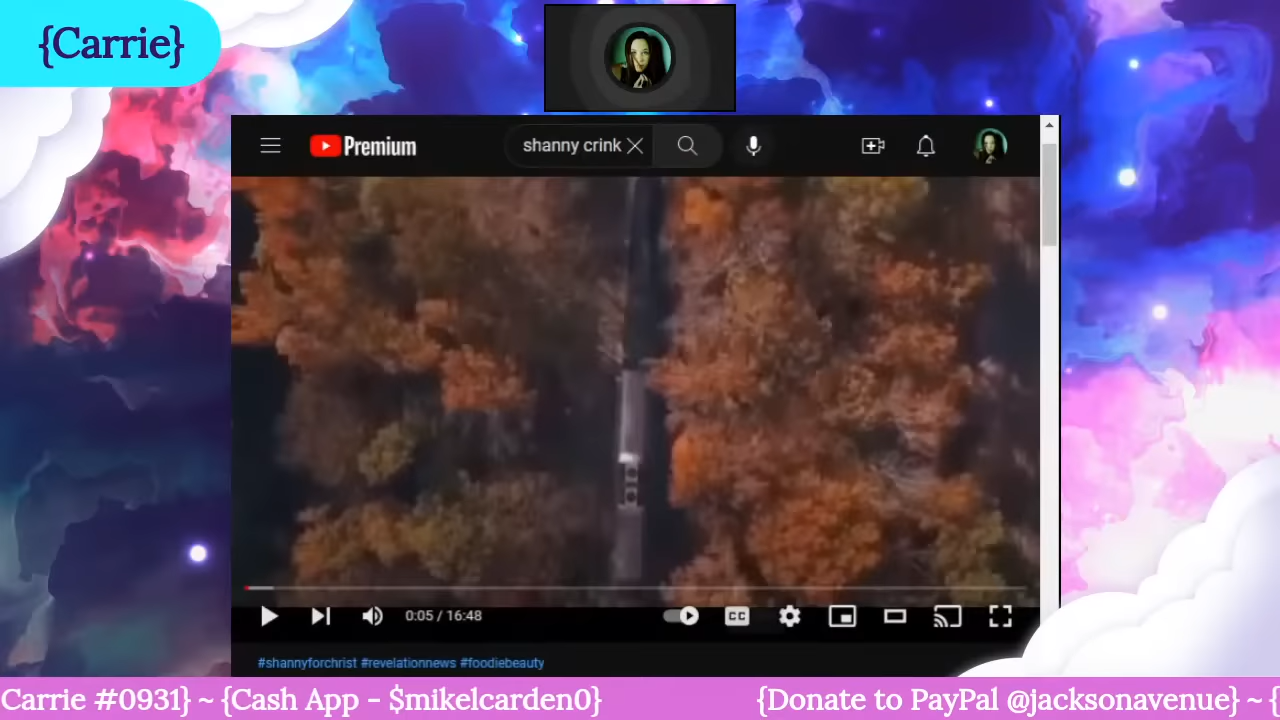 {Carrie}
Premium
shanny crink
0:05 / 16:48
CC
#shannyforchrist #revelationnews #foodiebeauty
Carrie #0931} ~ {Cash App - $mikelcarden0} {Donate to PayPal @jacksonavenue} ~ {